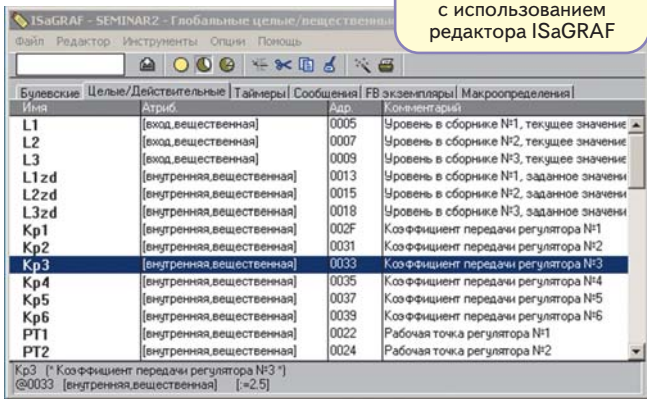 с использованием
редактора ISaGRAF
ISaGRAF - SEMINAR2 - Глобальные целые/вещественные
Файл Редактор Инструменты Опции Помощь
Булевские Целые/Действительные Таймеры Сообщения FB экземпляры Макроопределения
Имя Атриб. Адр. Комментарий
L1 [вход,вещественная] 0005 Уровень в сборнике №1, текущее значение
L2 [вход,вещественная] 0007 Уровень в сборнике №2, текущее значение
L3 [вход,вещественная] 0009 Уровень в сборнике №3, текущее значение
L1zd [внутренняя,вещественная] 0013 Уровень в сборнике №1, заданное значени
L2zd [внутренняя,вещественная] 0015 Уровень в сборнике №2, заданное значени
L3zd [внутренняя,вещественная] 0018 Уровень в сборнике №3, заданное значени
Kp1 [внутренняя,вещественная] 002F Коэффициент передачи регулятора №1
Kp2 [внутренняя,вещественная] 0031 Коэффициент передачи регулятора №2
Kp3 [внутренняя,вещественная] 0033 Коэффициент передачи регулятора №3
Kp4 [внутренняя,вещественная] 0035 Коэффициент передачи регулятора №4
Kp5 [внутренняя,вещественная] 0037 Коэффициент передачи регулятора №5
Kp6 [внутренняя,вещественная] 0039 Коэффициент передачи регулятора №6
PT1 [внутренняя,вещественная] 0022 Рабочая точка регулятора №1
PT2 [внутренняя,вещественная] 0024 Рабочая точка регулятора №2
Kp3 (* Коэффициент передачи регулятора №3 *)
@0033 [внутренняя,вещественная] [:=2.5]